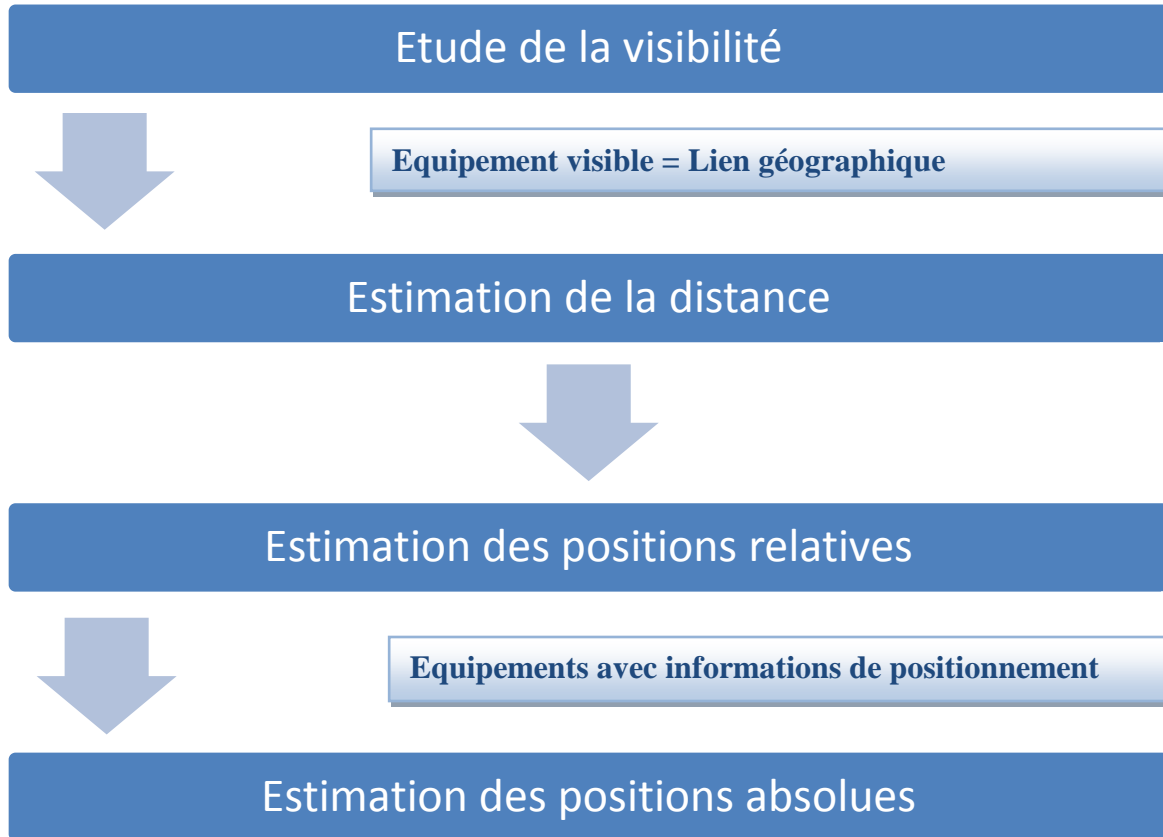 Etude de la visibilité
Equipement visible = Lien géographique
Estimation de la distance
Estimation des positions relatives
Equipements avec informations de positionnement
Estimation des positions absolues